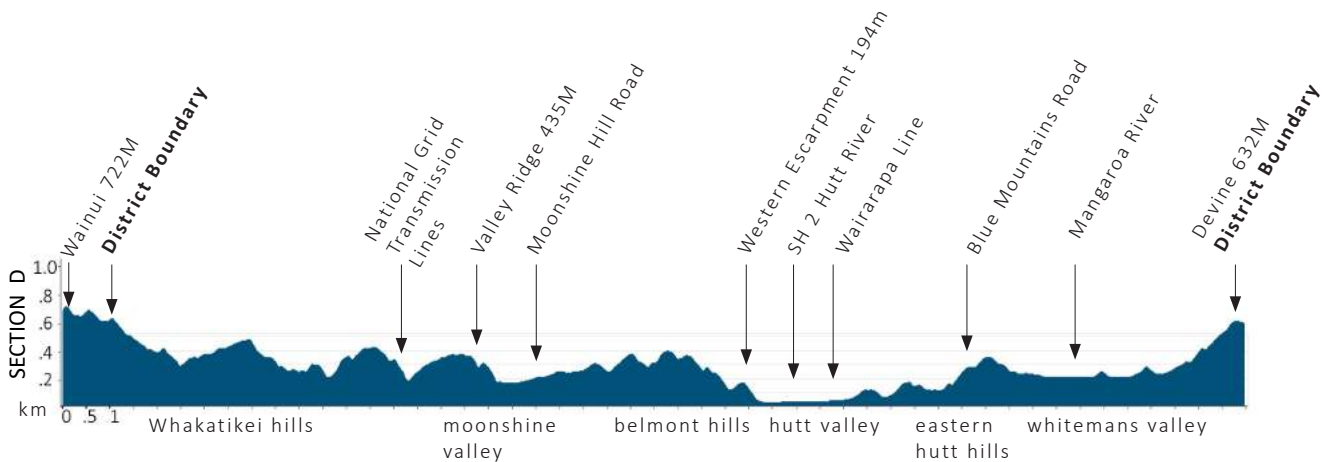 Wainui 722M
District Boundary
National Grid
Transmission
Lines
Valley Ridge 435M
Moonshine Hill Road
Western Escarpment 194m
SH 2 Hutt River
Wairarapa Line
Blue Mountains Road
Mangaroa River
Devine 632M
District Boundary
SECTION D
1.0
.8
.6
.4
.2
km
0 .5 1
Whakatikei hills
moonshine
valley
belmont hills
hutt valley
eastern
hutt hills
whitemans valley